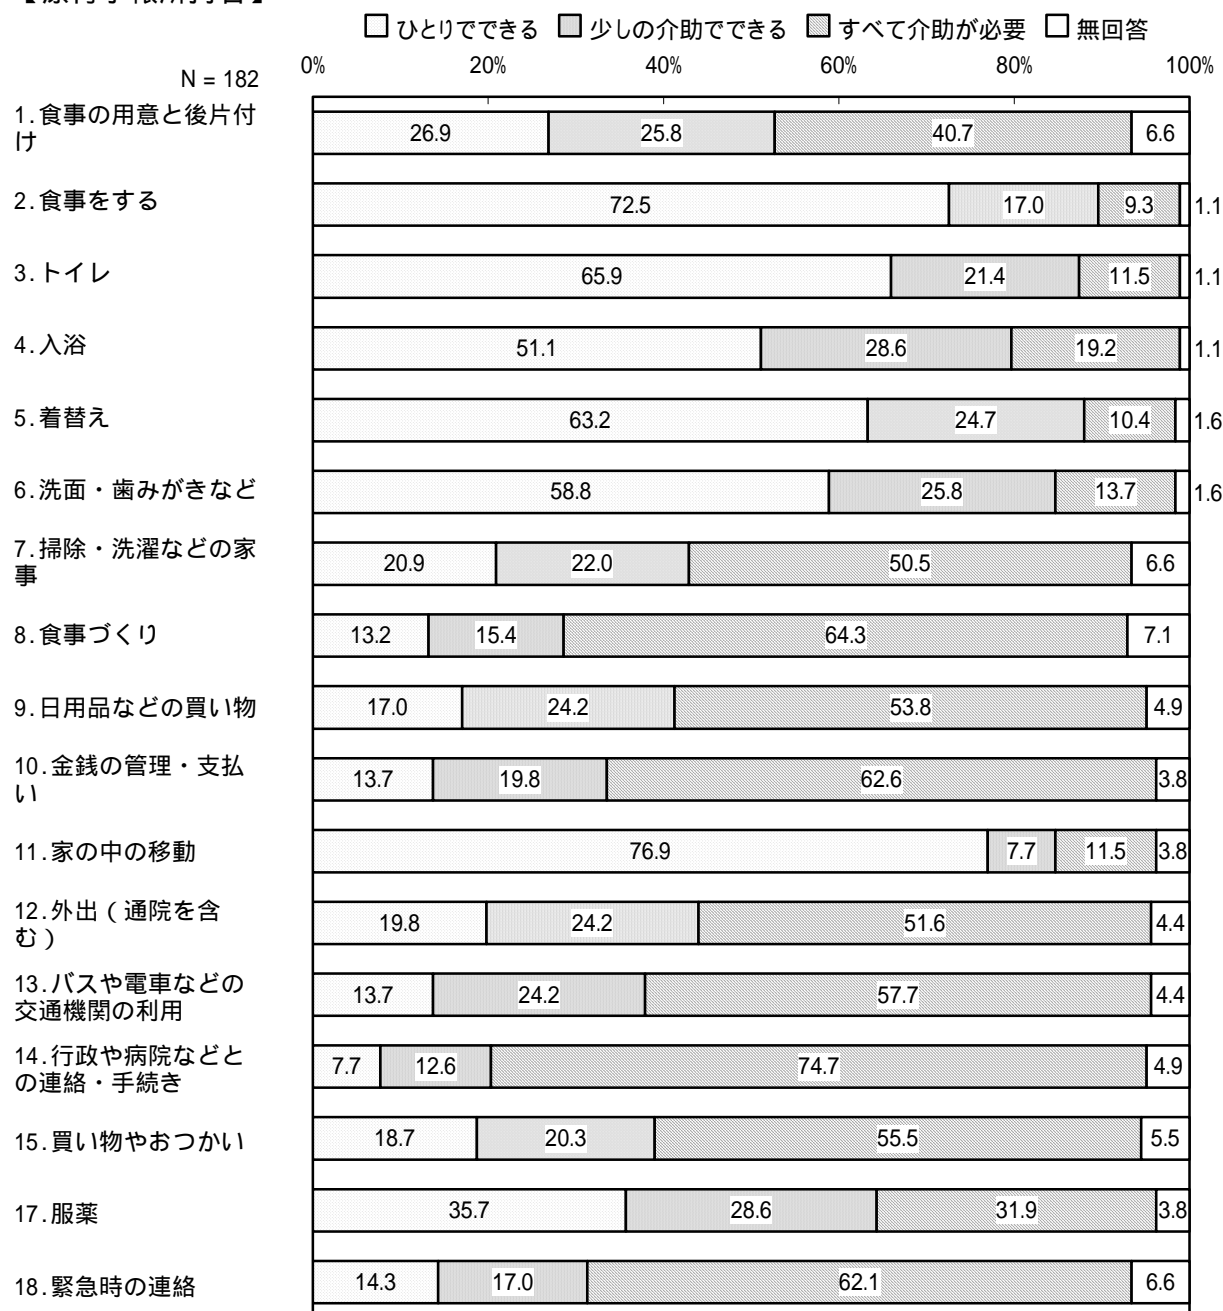 □ ひとりでできる □ 少しの介助でできる □ すべて介助が必要 □ 無回答
N = 182
0% 20% 40% 60% 80% 100%
1.食事の用意と後片付
け
26.9 25.8 40.7 6.6
2.食事をする
72.5 17.0 9.3 1.1
3.トイレ
65.9 21.4 11.5 1.1
4.入浴
51.1 28.6 19.2 1.1
5.着替え
63.2 24.7 10.4 1.6
6.洗面・歯みがきなど
58.8 25.8 13.7 1.6
7.掃除・洗濯などの家
事
20.9 22.0 50.5 6.6
8.食事づくり
13.2 15.4 64.3 7.1
9.日用品などの買い物
17.0 24.2 53.8 4.9
10.金銭の管理・支払
い
13.7 19.8 62.6 3.8
11.家の中の移動
76.9 7.7 11.5 3.8
12.外出(通院を含
む)
19.8 24.2 51.6 4.4
13.バスや電車などの
交通機関の利用
13.7 24.2 57.7 4.4
14.行政や病院などと
の連絡・手続き
7.7 12.6 74.7 4.9
15.買い物やおつかい
18.7 20.3 55.5 5.5
17.服薬
35.7 28.6 31.9 3.8
18.緊急時の連絡
14.3 17.0 62.1 6.6